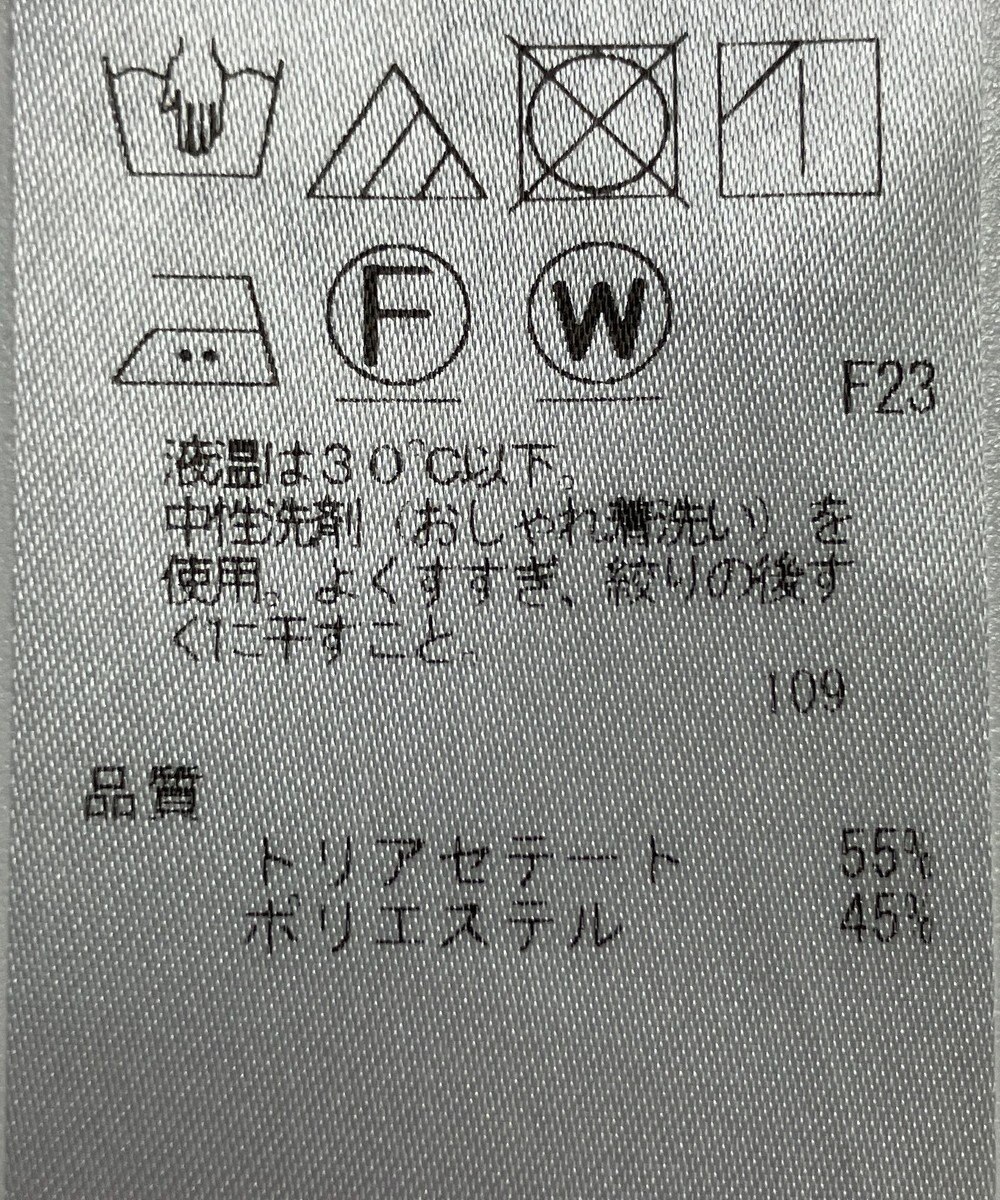 F
W
F23
液温は30℃以下。
中性洗剤(おしゃれ着洗い)を
使用。よくすすぎ、絞りの後す
ぐに干すこと。
109
品質
トリアセテート 55%
ポリエステル 45%